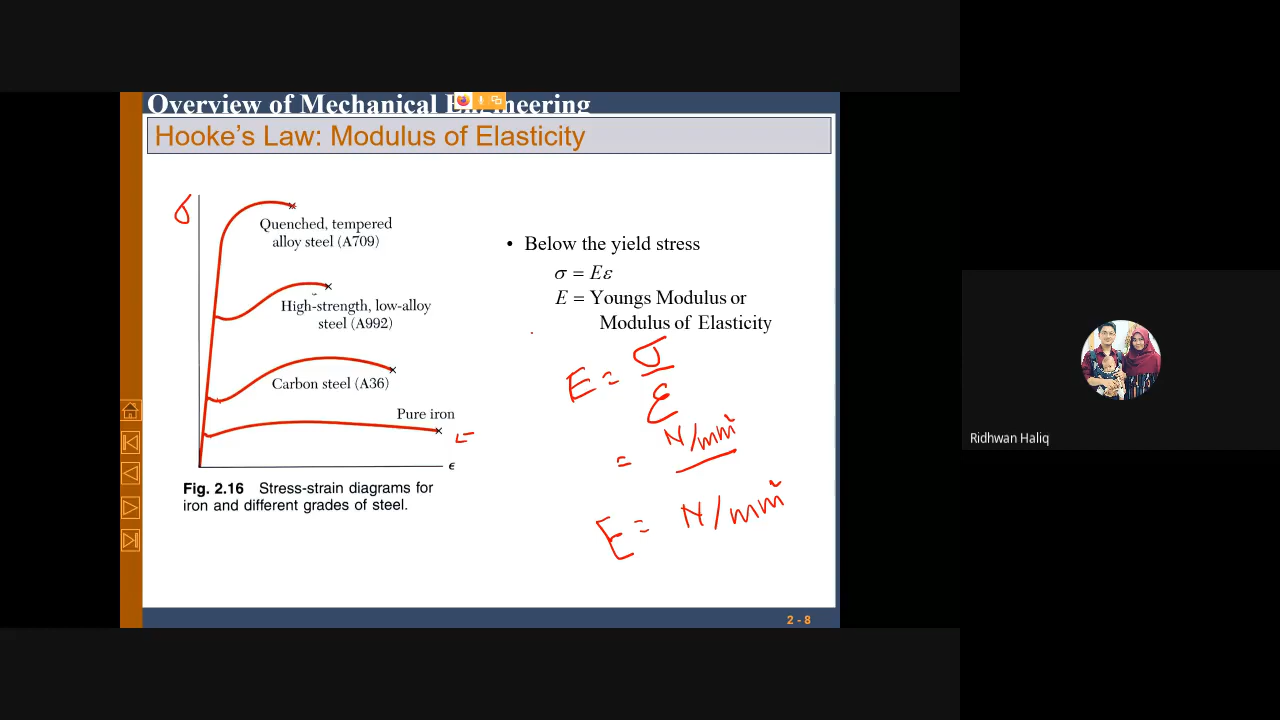 Overview of Mechanical Engineering
Hooke's Law: Modulus of Elasticity
σ
Quenched, tempered
alloy steel (A709)
High-strength, low-alloy
steel (A992)
Carbon steel (A36)
Pure iron
ϵ
Fig. 2.16 Stress-strain diagrams for
iron and different grades of steel.
• Below the yield stress
σ = Eε
E = Youngs Modulus or
Modulus of Elasticity
E = σ/ε
= N/mm²
E = N/mm²
2 - 8
Ridhwan Haliq